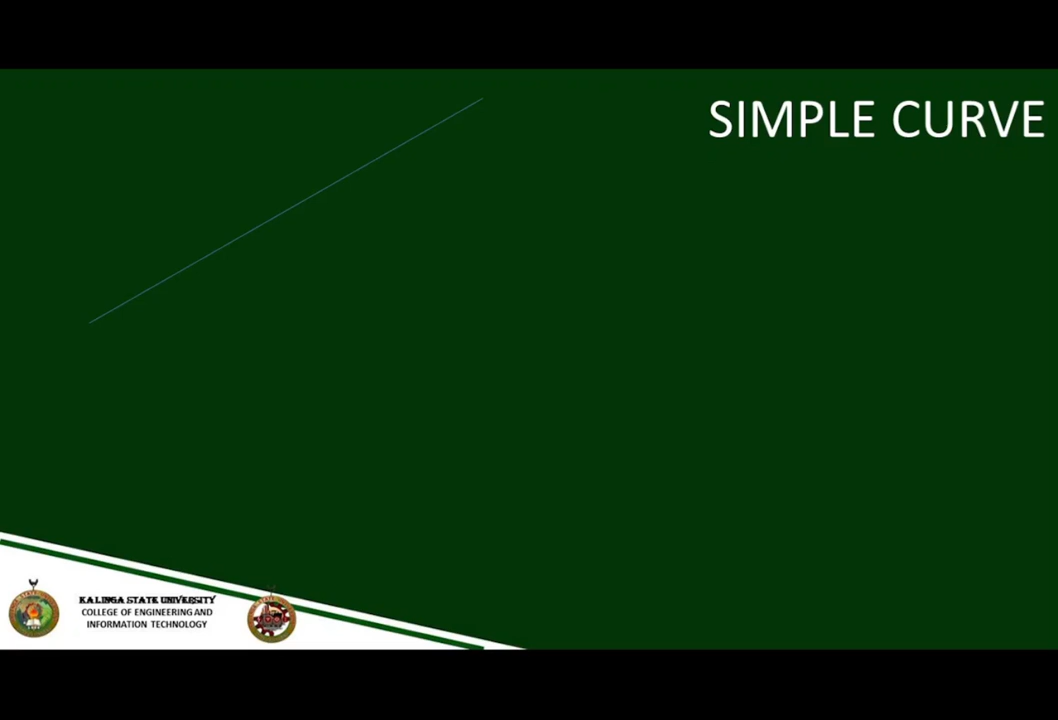 SIMPLE CURVE
KALINGA STATE UNIVERSITY
COLLEGE OF ENGINEERING AND
INFORMATION TECHNOLOGY